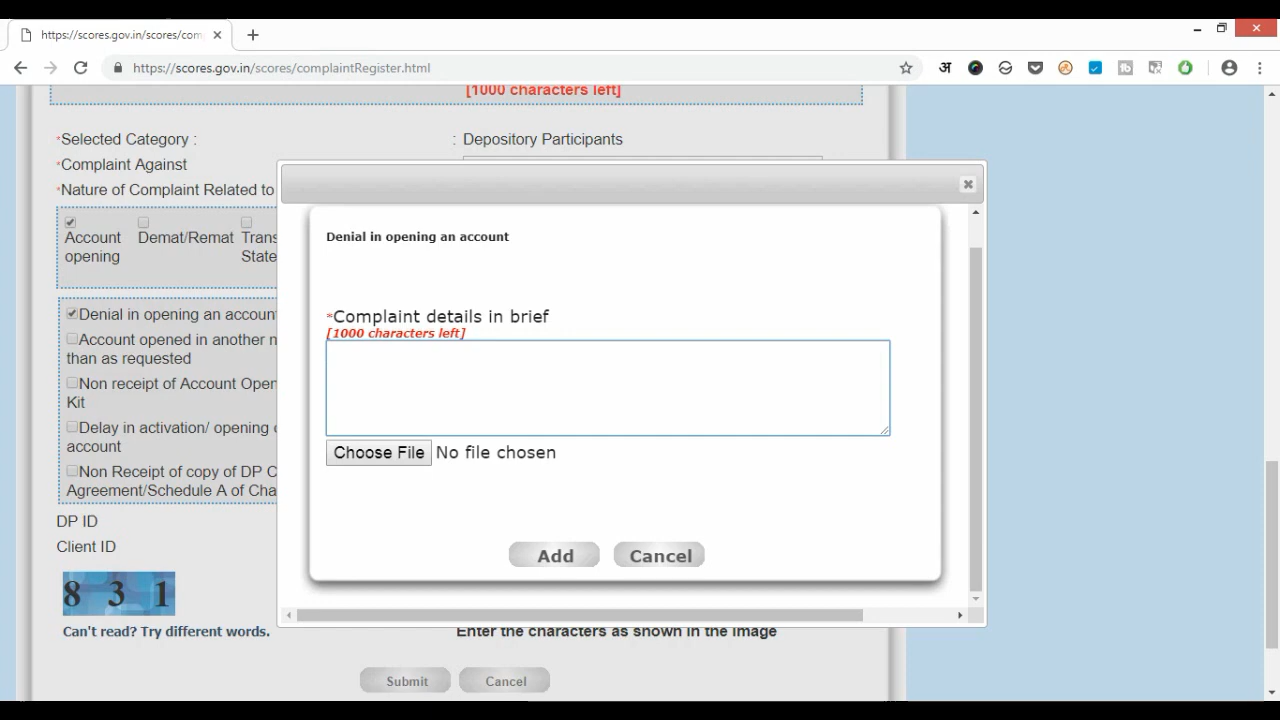 https://scores.gov.in/scores/com
https://scores.gov.in/scores/complaintRegister.html
अ
[1000 characters left]
*Selected Category :
: Depository Participants
*Complaint Against
*Nature of Complaint Related to
Account opening
Demat/Remat
Trans
State
Denial in opening an account
Account opened in another n
than as requested
Non receipt of Account Open
Kit
Delay in activation/ opening o
account
Non Receipt of copy of DP C
Agreement/Schedule A of Cha
DP ID
Client ID
8 3 1
Can't read? Try different words.
Enter the characters as shown in the image
Submit Cancel
Denial in opening an account
*Complaint details in brief
[1000 characters left]
Choose File No file chosen
Add Cancel